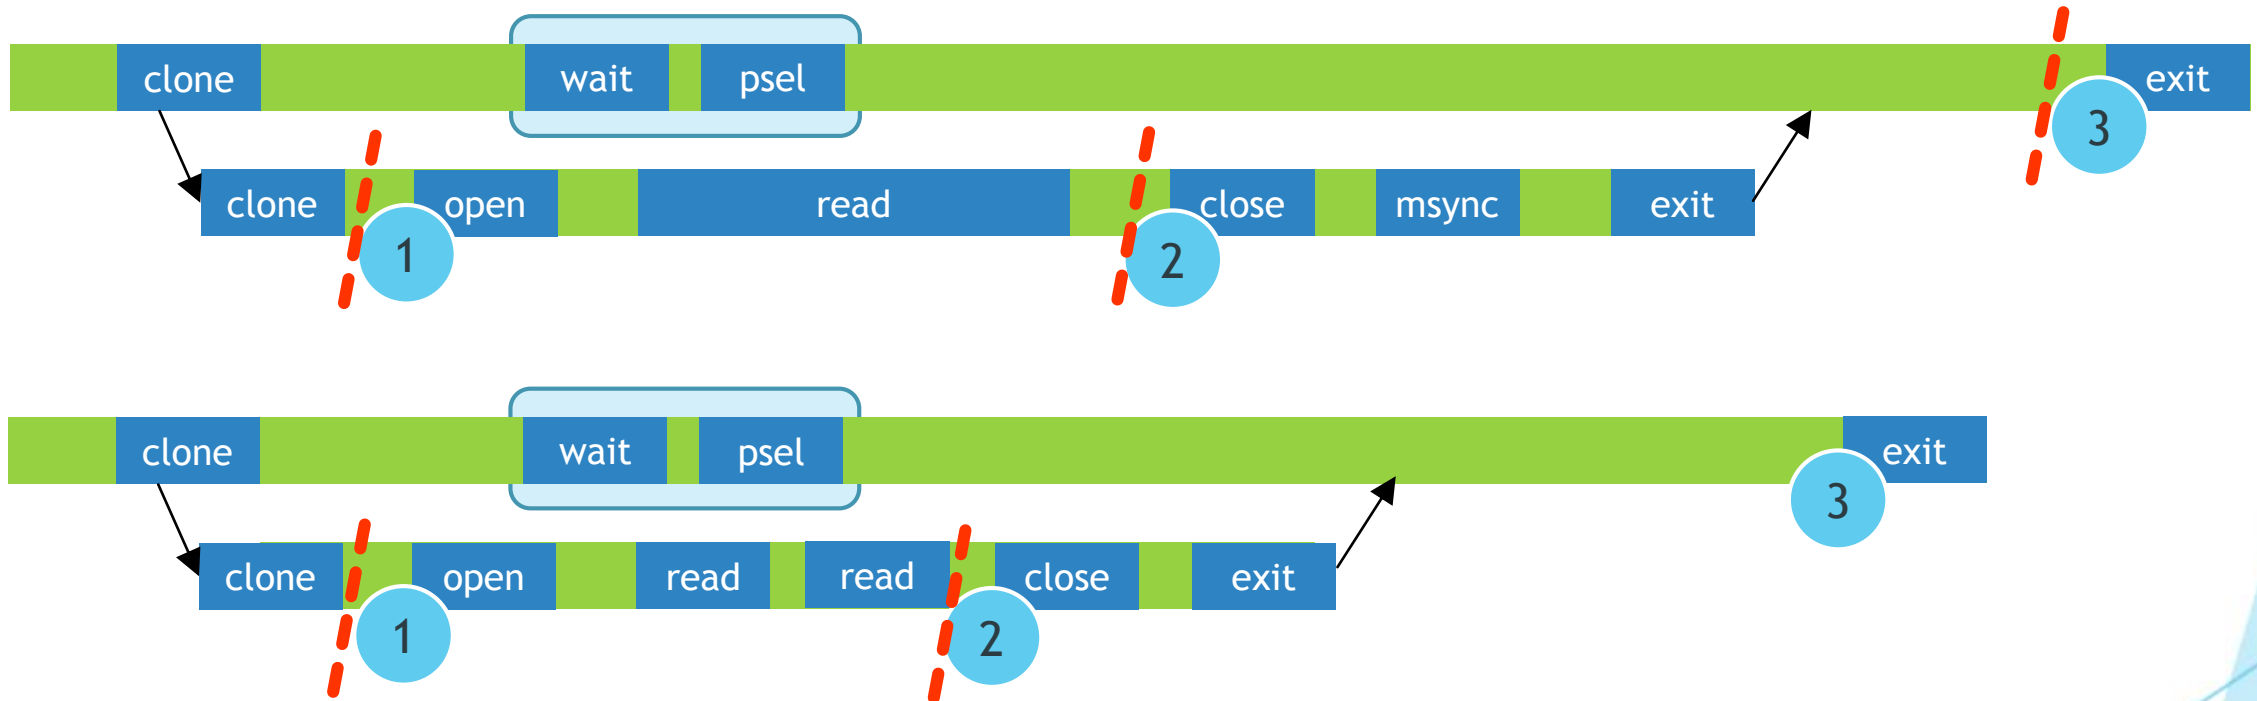 clone wait psel exit
3
clone open read close msync exit
1 2
clone wait psel exit
3
clone open read read close exit
1 2